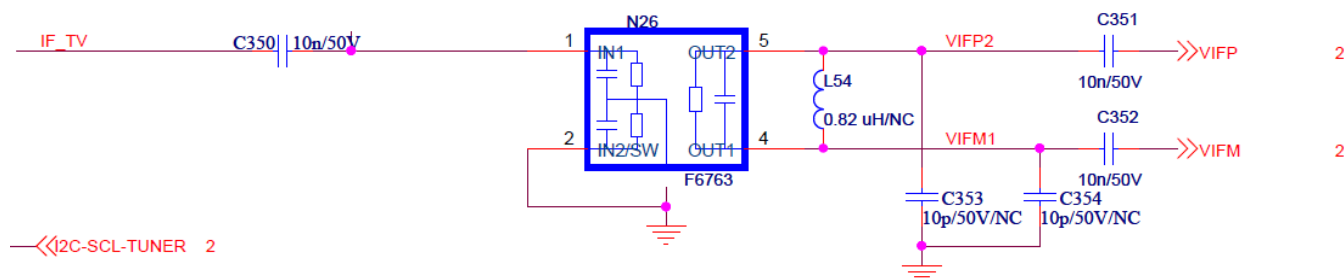 N26
C351
IF_TV
C350
10n/50V
1
IN1
OUT2
5
VIFP2
VIFP
2
10n/50V
L54
0.82 uH/NC
C352
2
IN2/SW
OUT1
4
VIFM1
VIFM
2
F6763
10n/50V
C353
10p/50V/NC
C354
10p/50V/NC
I2C-SCL-TUNER 2